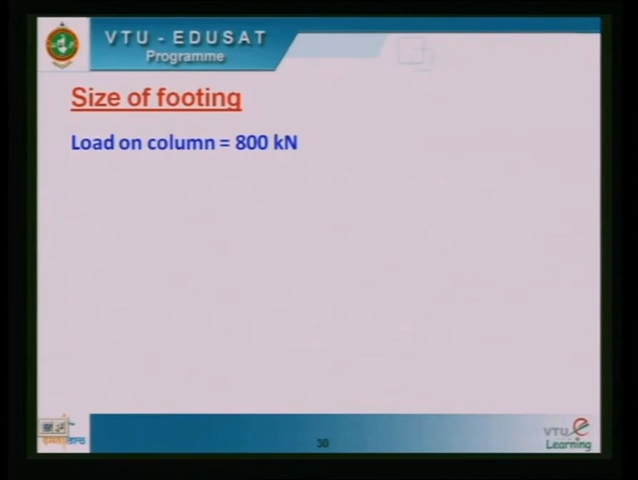 VTU - EDUSAT
Programme
Size of footing
Load on column = 800 kN
30
VTU e
Learning